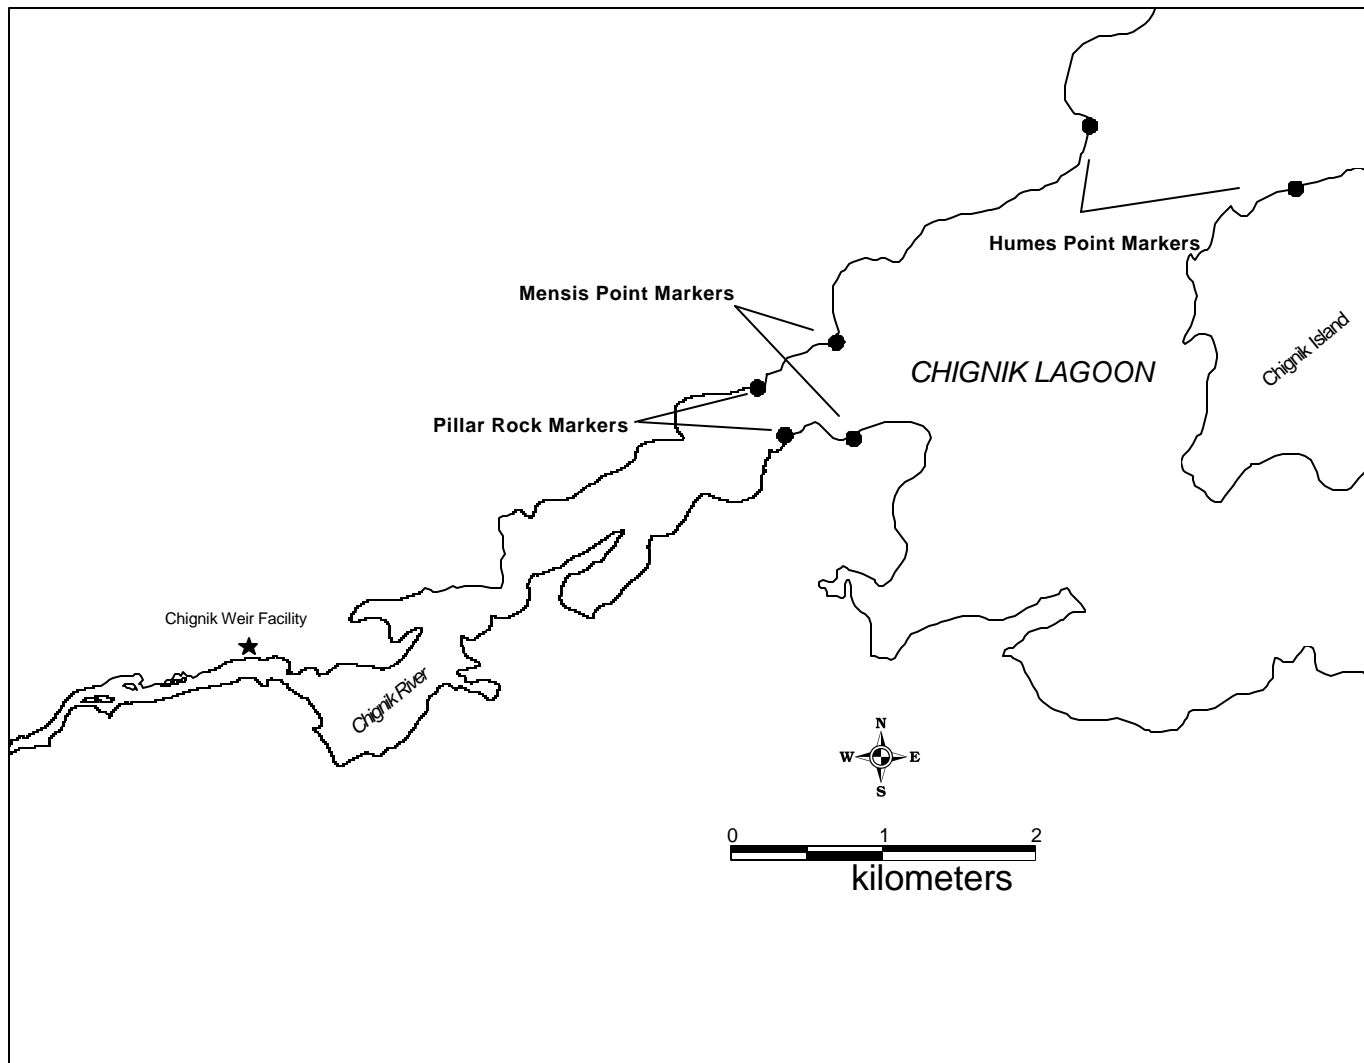 Humes Point Markers
Mensis Point Markers
Chignik Island
CHIGNIK LAGOON
Pillar Rock Markers
Chignik Weir Facility
Chignik River
N
W E
S
0 1 2
kilometers